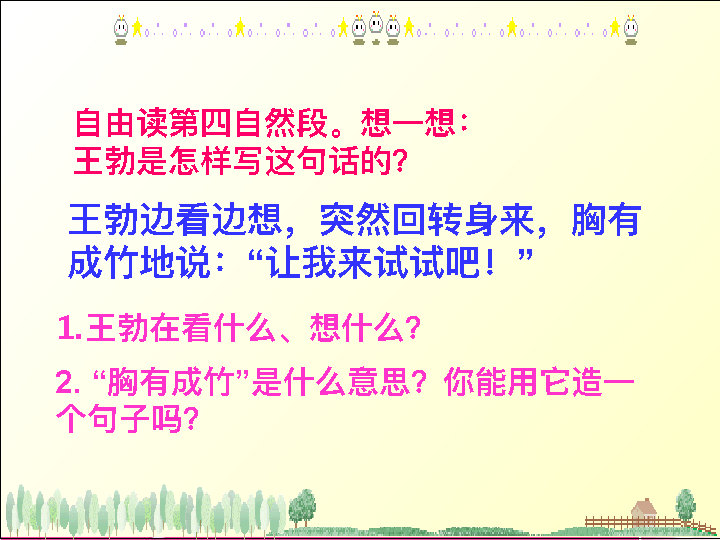 自由读第四自然段。想一想：
王勃是怎样写这句话的？
王勃边看边想，突然回转身来，胸有
成竹地说：“让我来试试吧！”
1.王勃在看什么、想什么？
2. “胸有成竹”是什么意思？你能用它造一
个句子吗？